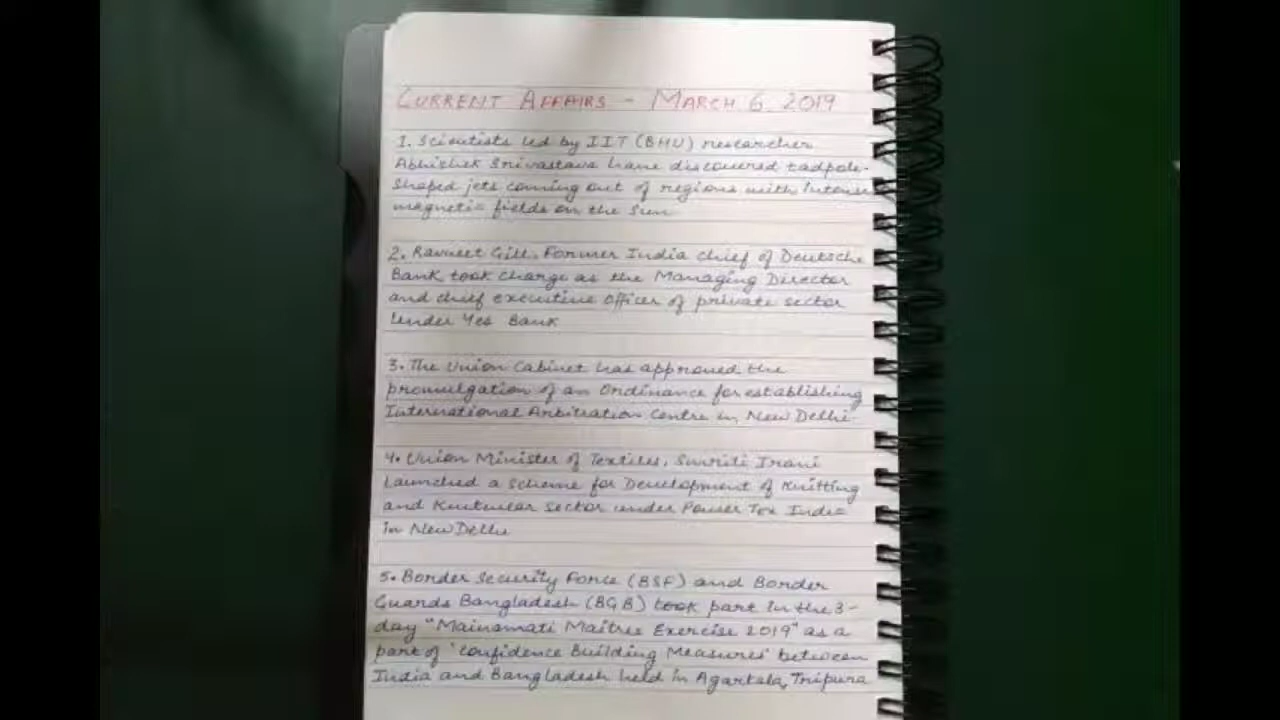 CURRENT AFFAIRS - MARCH 6, 2019
1. Scientists led by IIT (BHU) researcher
Abhishek Srivastava have discovered tadpole-
shaped jets coming out of regions with intense
magnetic fields on the Sun
2. Ravneet Gill, Former India chief of Deutsche
Bank, took charge as the Managing Director
and chief executive officer of private sector
lender Yes Bank
3. The Union Cabinet has approved the
promulgation of an Ordinance for establishing
International Arbitration Centre in New Delhi
4. Union Minister of Textiles, Smriti Irani
Launched a scheme for Development of Knitting
and Knitwear sector under Power Tex India
in New Delhi
5. Border Security Force (BSF) and Border
Guards Bangladesh (BGB) took part in the 3-
day "Mainamati Maitree Exercise 2019" as a
part of 'Confidence Building Measures' between
India and Bangladesh held in Agartala, Tripura